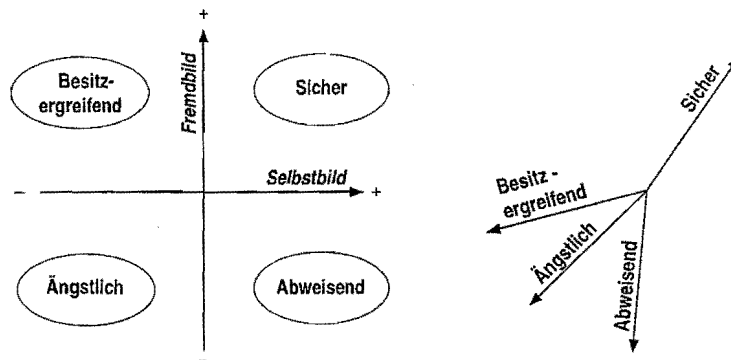 +
Besitz-
ergreifend
Fremdbild
Sicher
–
Selbstbild
+
Ängstlich
Abweisend
–
Sicher
Besitz -
ergreifend
Ängstlich
Abweisend